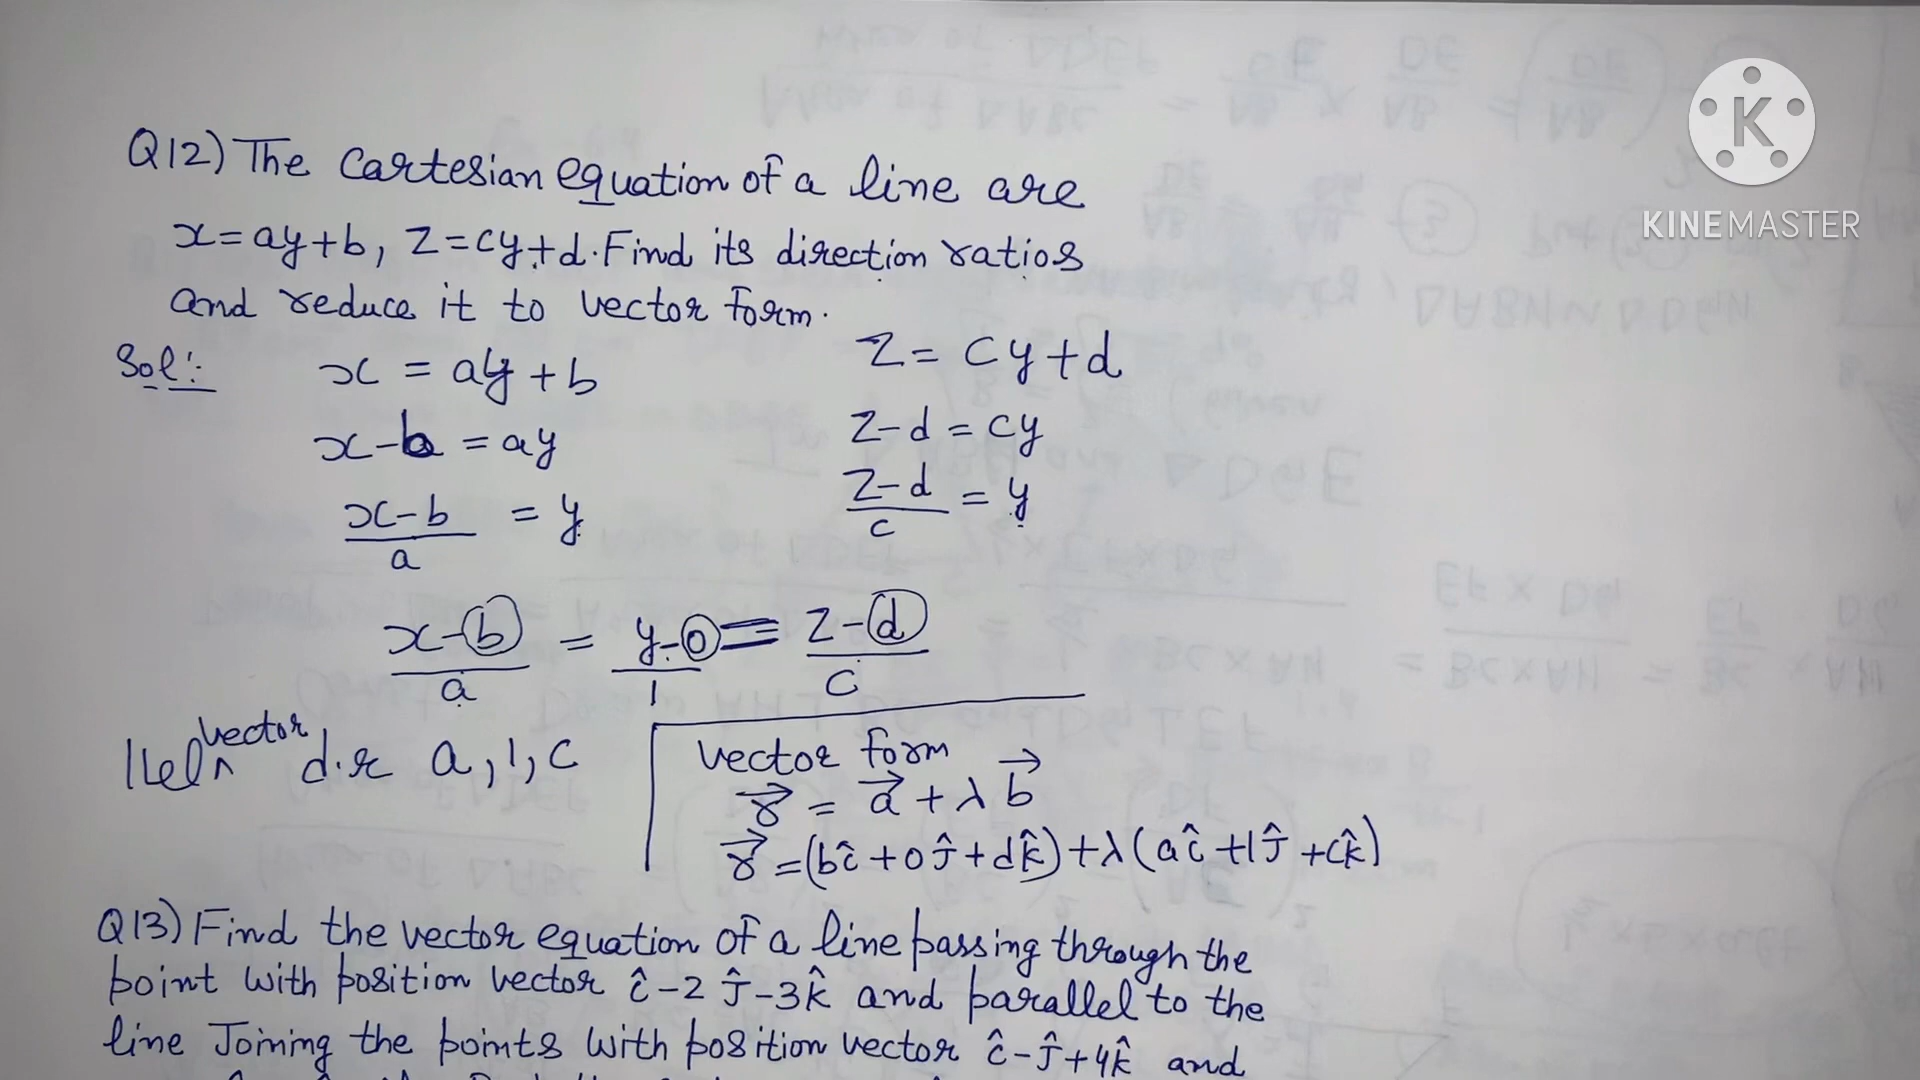 K
KINEMASTER
Q12) The Cartesian equation of a line are
x = ay+b, z = cy+d. Find its direction ratios
and reduce it to vector form.
Sol:
x = ay + b
x - b = ay
x-b/a = y
z = cy+d
z-d = cy
z-d/c = y
x-b/a = y-0/1 = z-d/c
llel vector d.r a, 1, c
vector form
r⃗ = a⃗ + λ b⃗
r⃗ = (bî + 0ĵ + dk̂) + λ(aî + 1ĵ + ck̂)
Q13) Find the vector equation of a line passing through the
point with position vector î - 2ĵ - 3k̂ and parallel to the
line Joining the points with position vector î - ĵ + 4k̂ and